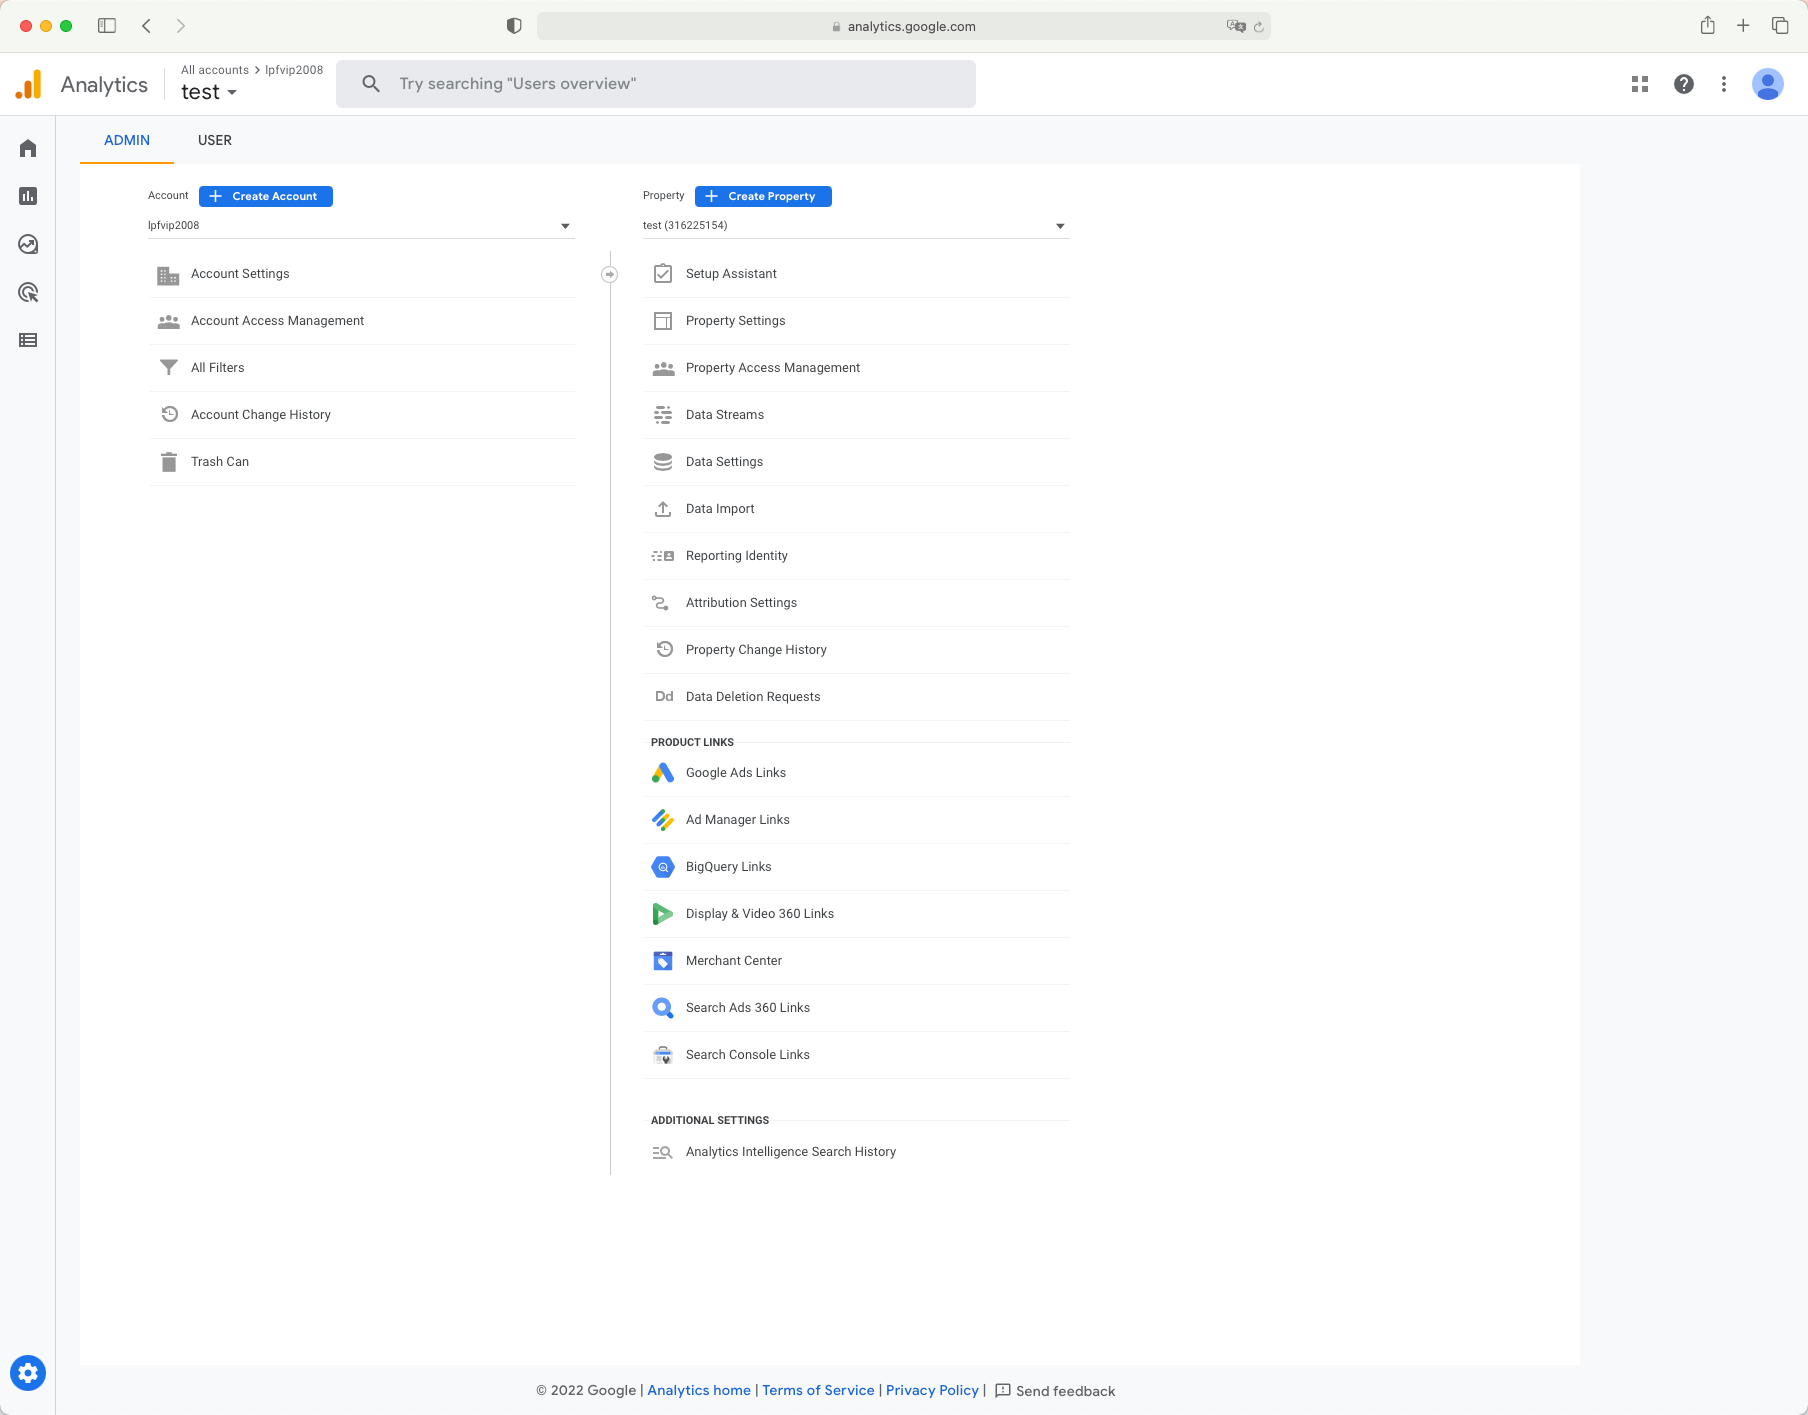 analytics.google.com
Analytics
All accounts > lpfvip2008
test
Try searching "Users overview"
ADMIN
USER
Account
Create Account
lpfvip2008
Account Settings
Account Access Management
All Filters
Account Change History
Trash Can
Property
Create Property
test (316225154)
Setup Assistant
Property Settings
Property Access Management
Data Streams
Data Settings
Data Import
Reporting Identity
Attribution Settings
Property Change History
Dd Data Deletion Requests
PRODUCT LINKS
Google Ads Links
Ad Manager Links
BigQuery Links
Display & Video 360 Links
Merchant Center
Search Ads 360 Links
Search Console Links
ADDITIONAL SETTINGS
Analytics Intelligence Search History
© 2022 Google | Analytics home | Terms of Service | Privacy Policy | Send feedback